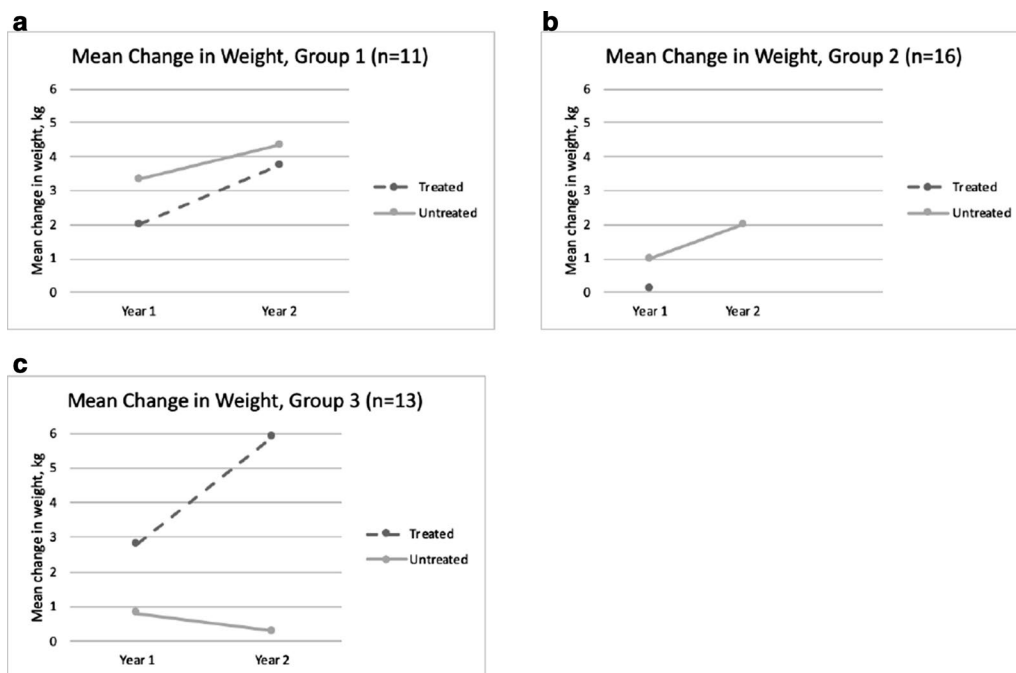 a
Mean Change in Weight, Group 1 (n=11)
Mean change in weight, kg
6
5
4
3
2
1
0
Year 1
Year 2
Treated
Untreated
b
Mean Change in Weight, Group 2 (n=16)
Mean change in weight, kg
6
5
4
3
2
1
0
Year 1
Year 2
Treated
Untreated
c
Mean Change in Weight, Group 3 (n=13)
Mean change in weight, kg
6
5
4
3
2
1
0
Year 1
Year 2
Treated
Untreated